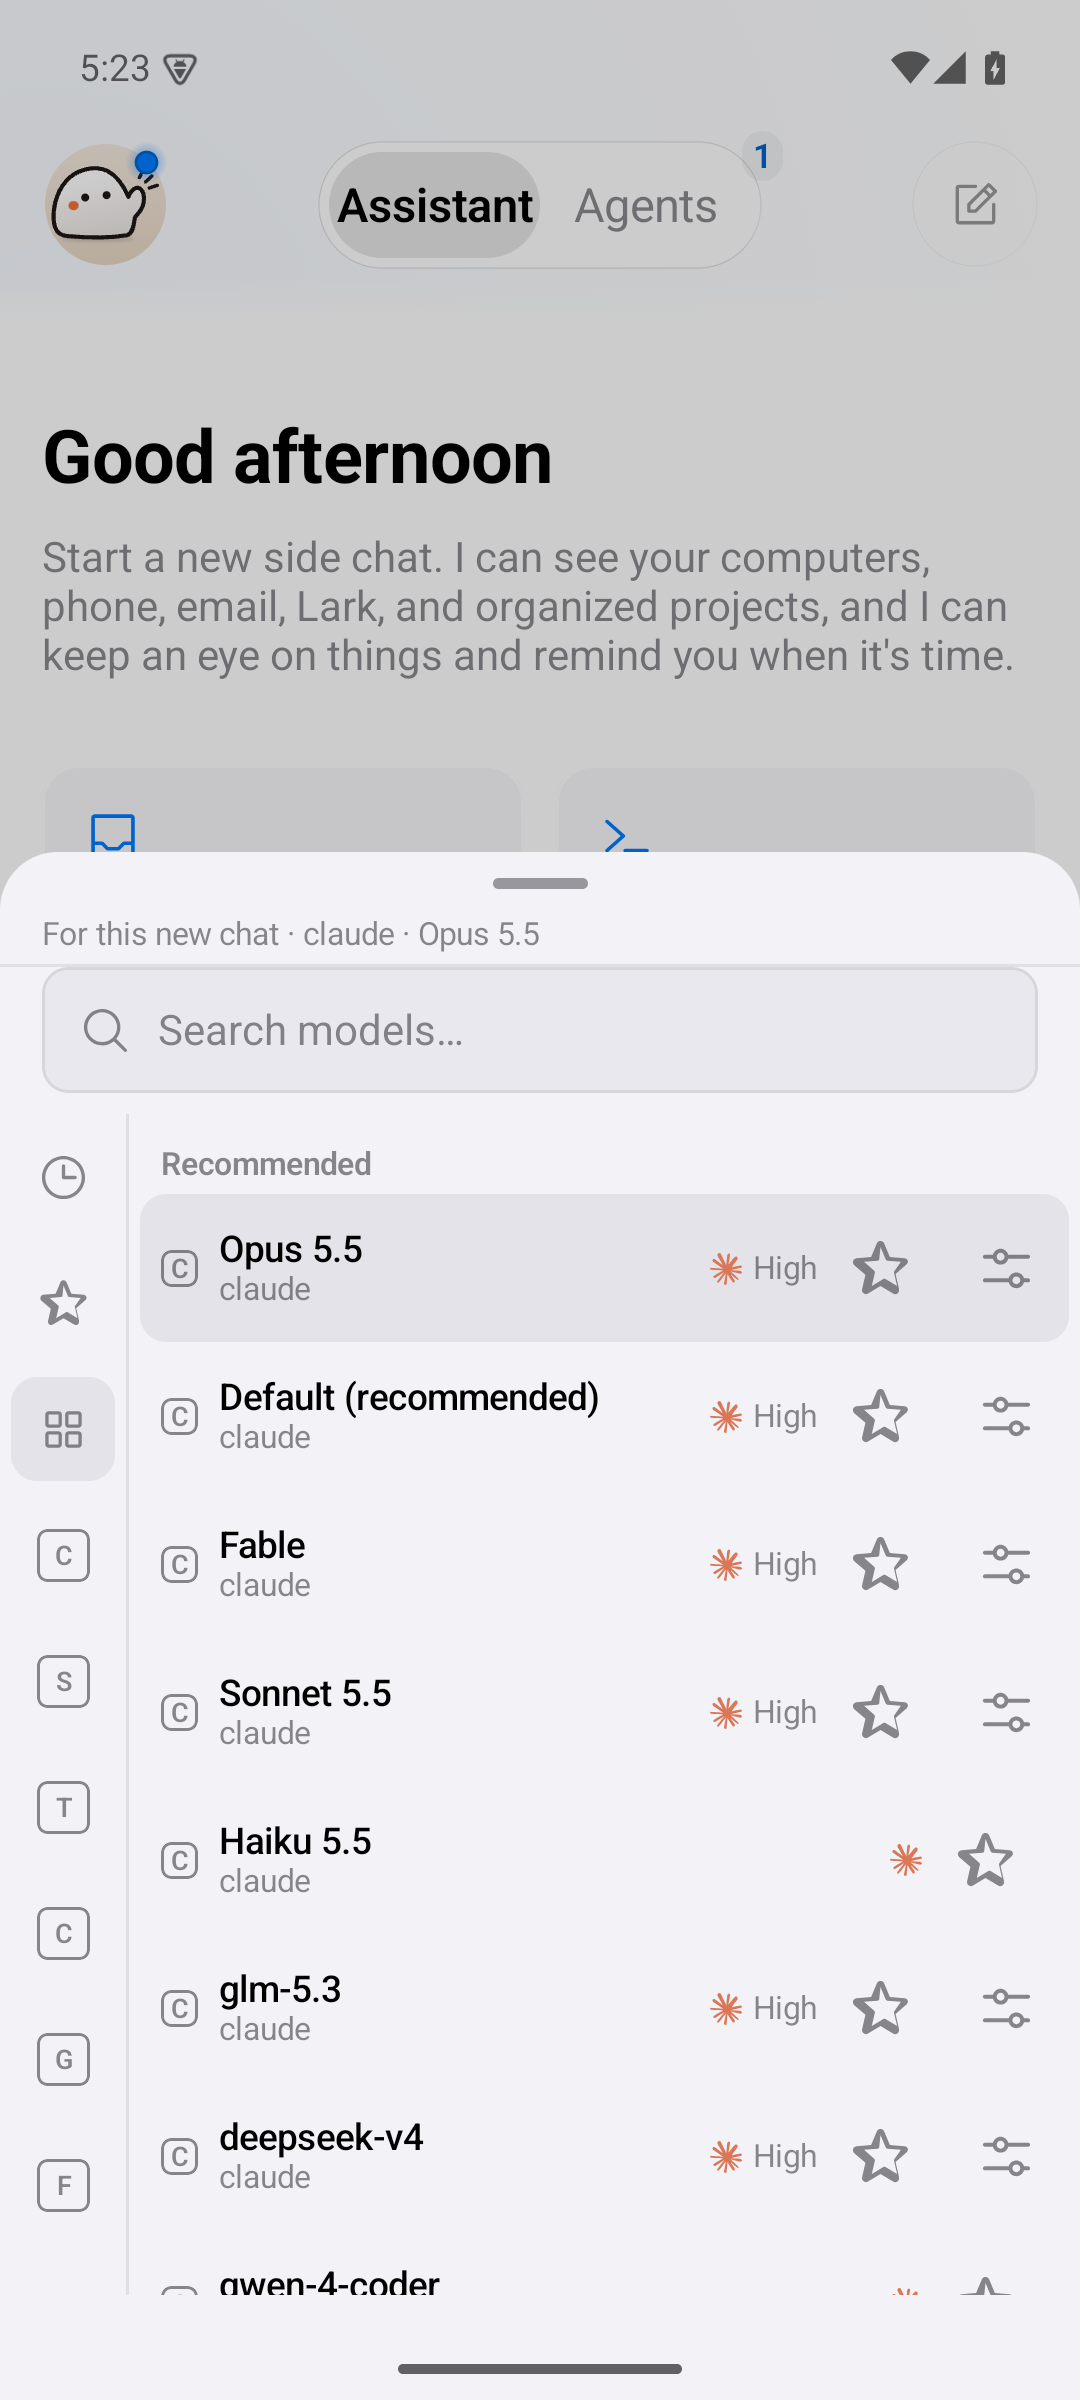 5:23
Assistant
Agents
1
Good afternoon
Start a new side chat. I can see your computers,
phone, email, Lark, and organized projects, and I can
keep an eye on things and remind you when it's time.
For this new chat · claude · Opus 5.5
Search models…
Recommended
C
Opus 5.5
claude
High
C
Default (recommended)
claude
High
C
Fable
claude
High
C
Sonnet 5.5
claude
High
C
Haiku 5.5
claude
C
glm-5.3
claude
High
C
deepseek-v4
claude
High
qwen-4-coder
C
S
T
C
G
F